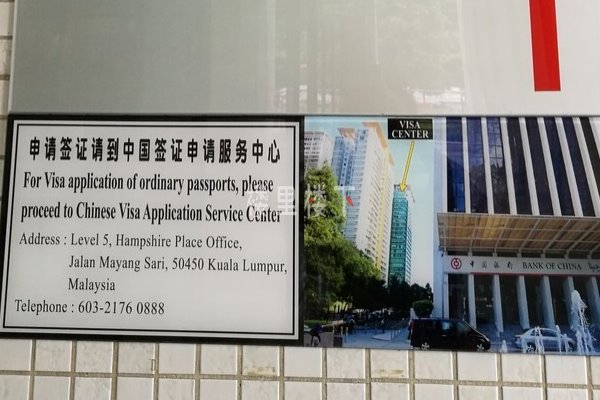 申请签证请到中国签证申请服务中心
For Visa application of ordinary passports, please
proceed to Chinese Visa Application Service Center
Address : Level 5, Hampshire Place Office,
Jalan Mayang Sari, 50450 Kuala Lumpur,
Malaysia
Telephone : 603-2176 0888
VISA
CENTER
中国银行 BANK OF CHINA